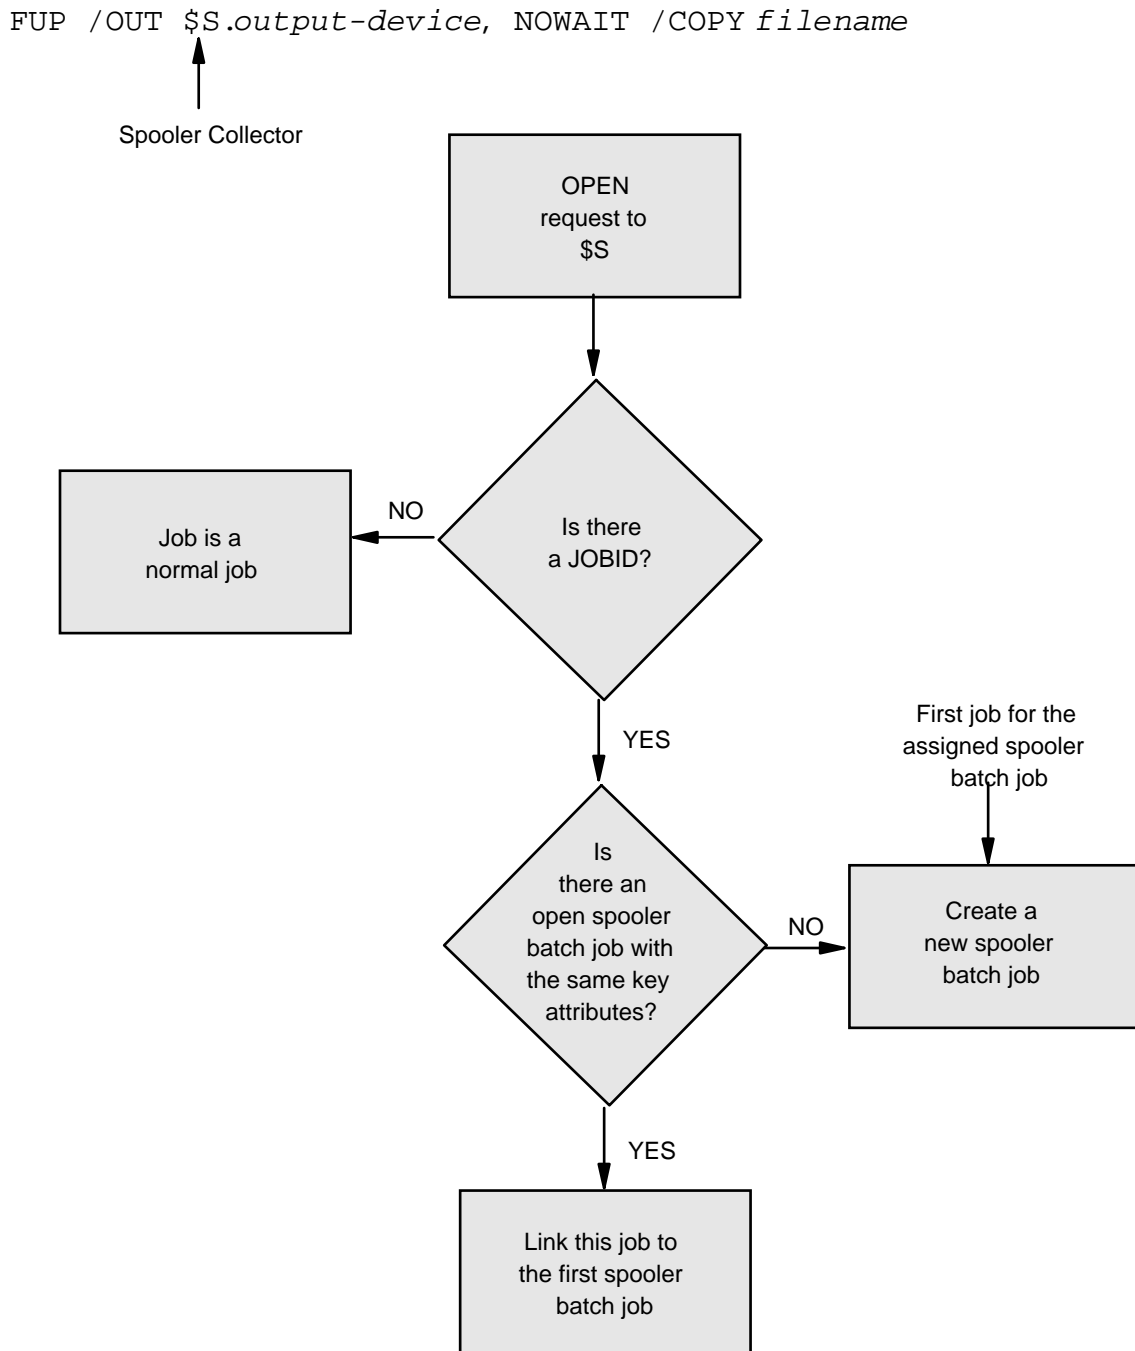 FUP /OUT $S.output-device, NOWAIT /COPY filename
Spooler Collector
OPEN
request to
$S
Is there
a JOBID?
NO
Job is a
normal job
YES
First job for the
assigned spooler
batch job
Is
there an
open spooler
batch job with
the same key
attributes?
NO
Create a
new spooler
batch job
YES
Link this job to
the first spooler
batch job